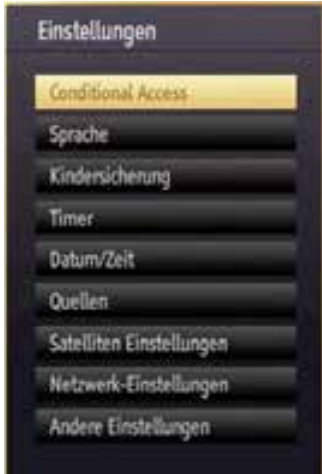 Einstellungen
Conditional Access
Sprache
Kindersicherung
Timer
Datum/Zeit
Quellen
Satelliten Einstellungen
Netzwerk-Einstellungen
Andere Einstellungen